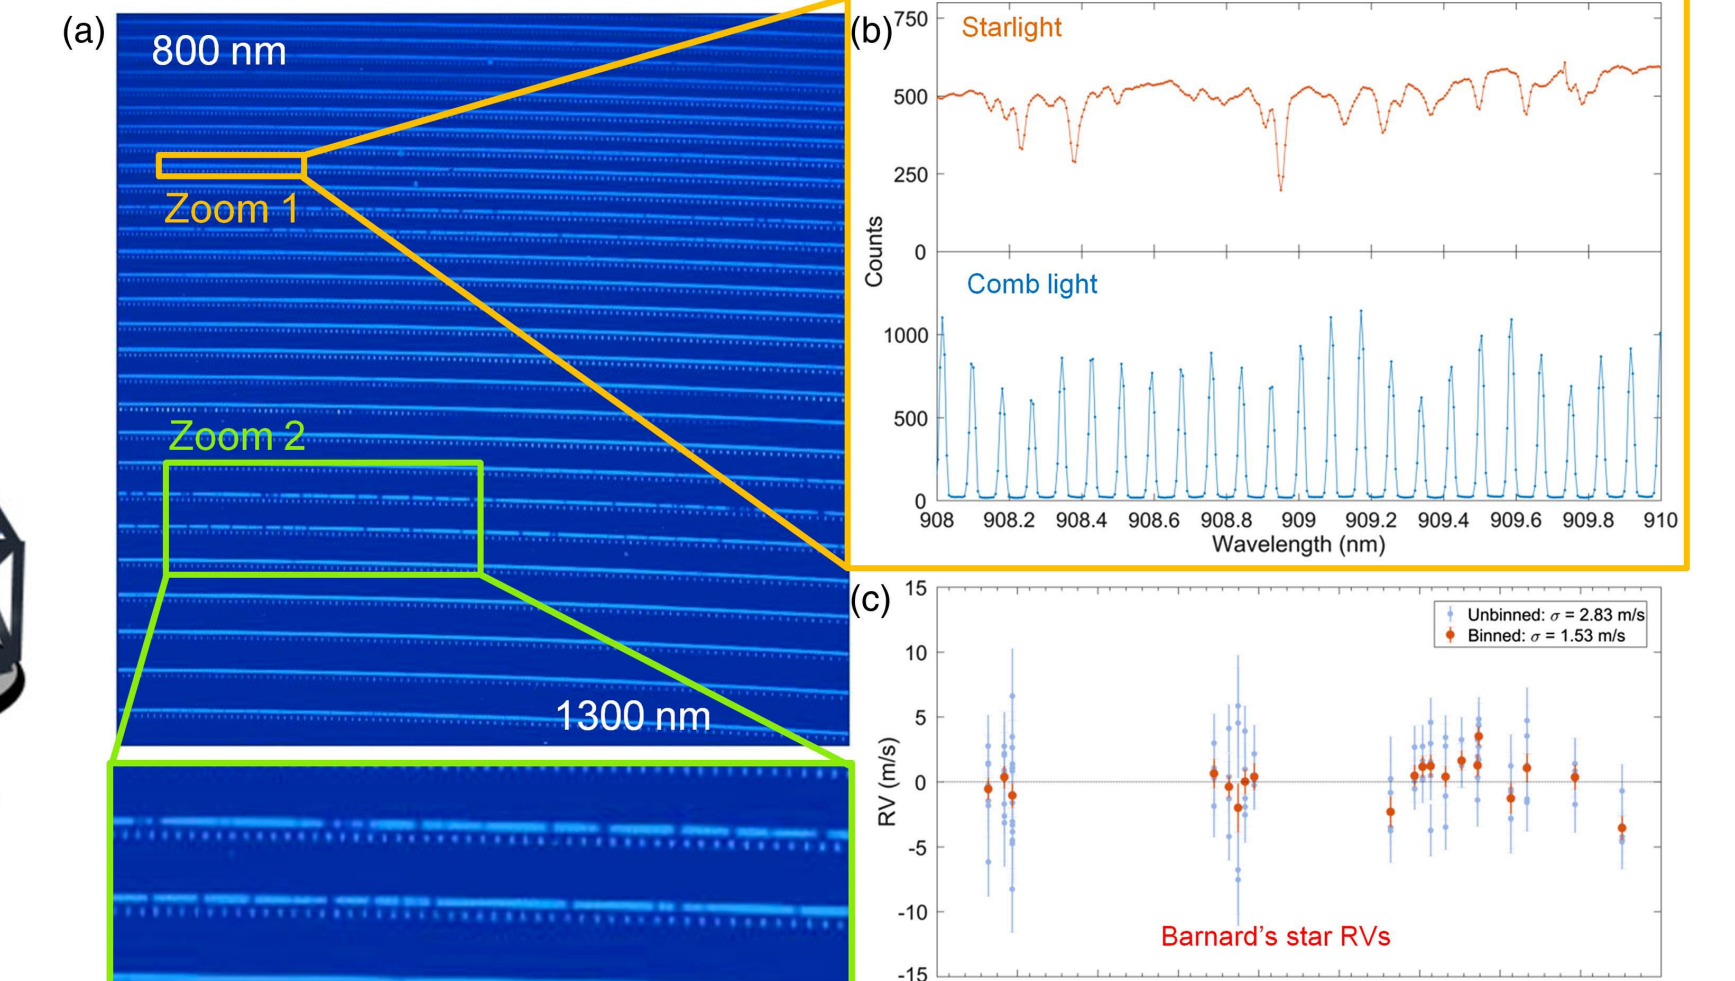 (a)
800 nm
Zoom 1
Zoom 2
1300 nm
(b)
Starlight
750
500
250
0
Counts
Comb light
1000
500
0
908 908.2 908.4 908.6 908.8 909 909.2 909.4 909.6 909.8 910
Wavelength (nm)
(c)
15
10
5
0
-5
-10
-15
RV (m/s)
Unbinned: σ = 2.83 m/s
Binned: σ = 1.53 m/s
Barnard's star RVs